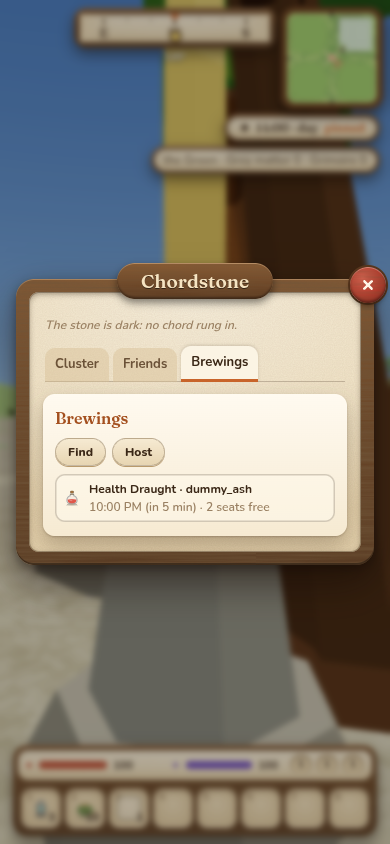 Chordstone
The stone is dark: no chord rung in.
Cluster
Friends
Brewings
Brewings
Find
Host
Health Draught · dummy_ash
10:00 PM (in 5 min) · 2 seats free